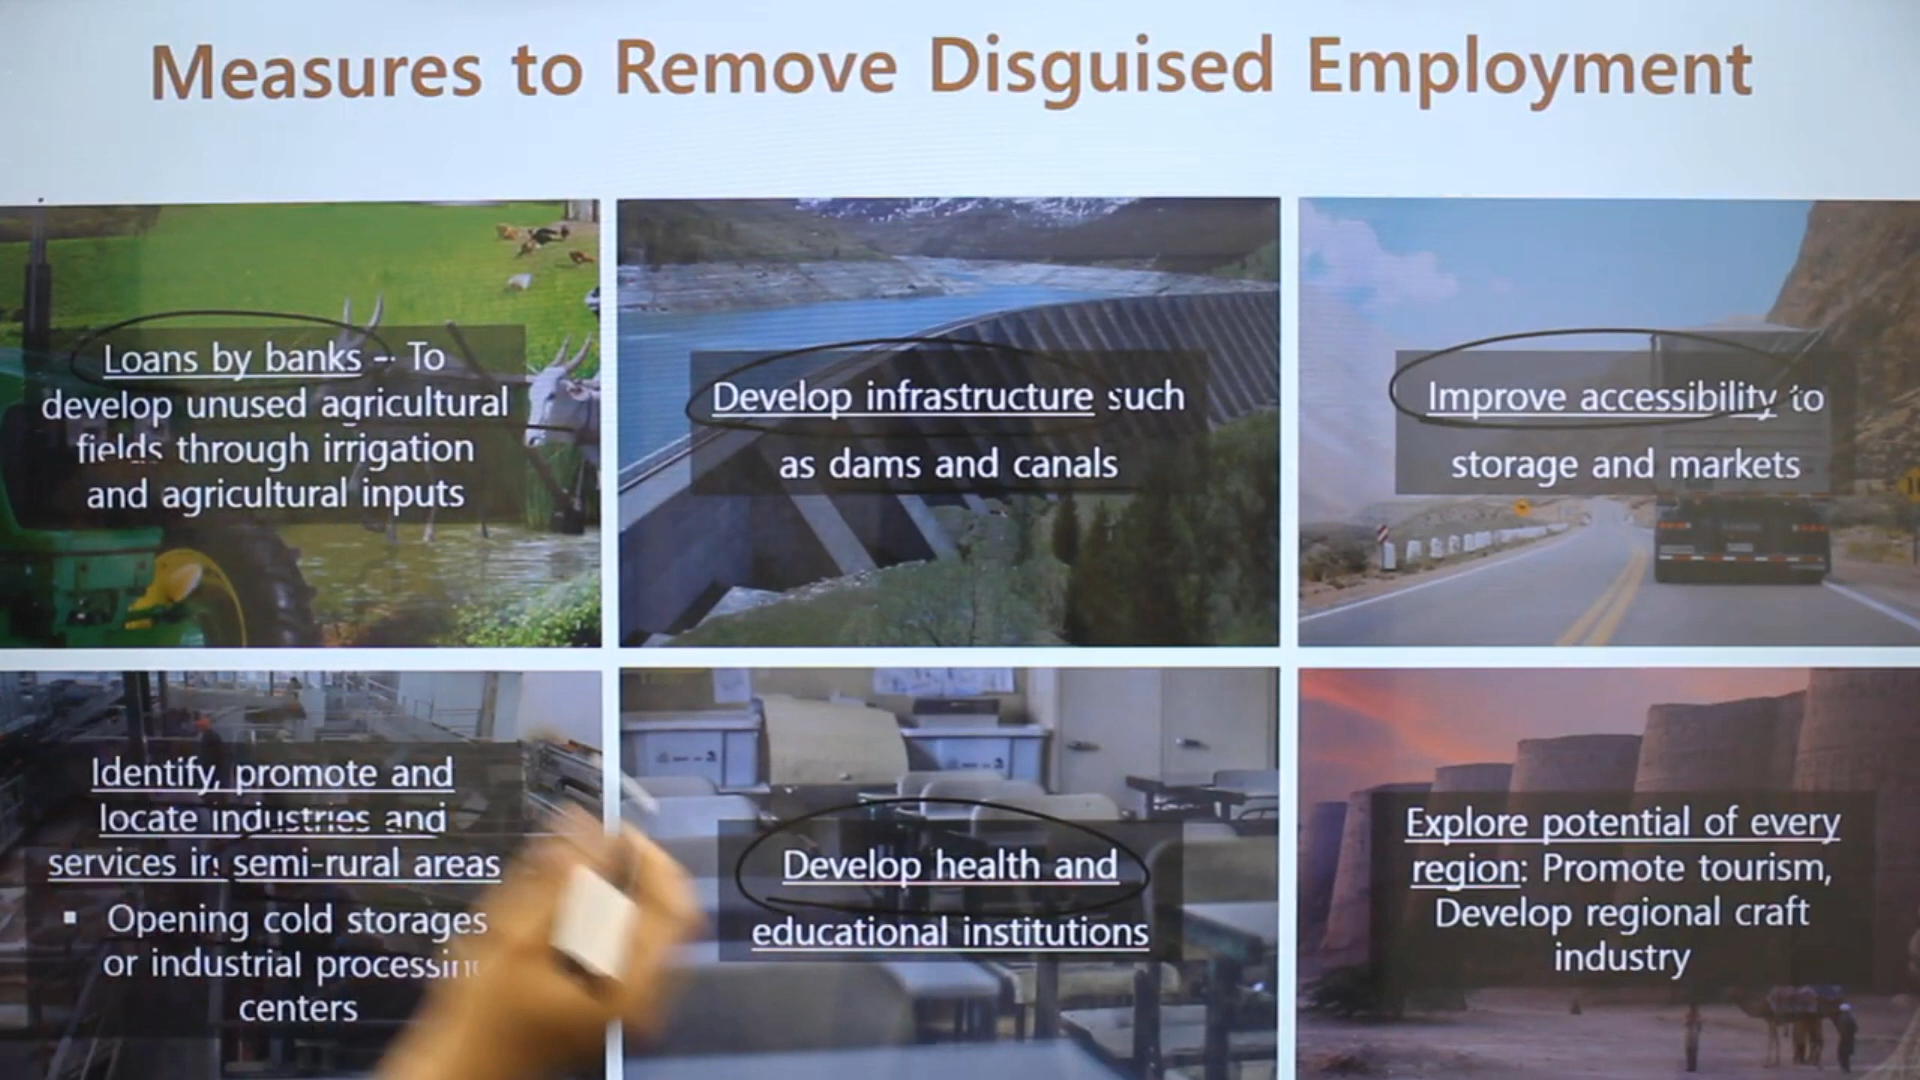 Measures to Remove Disguised Employment
Loans by banks - To
develop unused agricultural
fields through irrigation
and agricultural inputs
Develop infrastructure such
as dams and canals
Improve accessibility to
storage and markets
Identify, promote and
locate industries and
services in semi-rural areas
▪ Opening cold storages
or industrial processing
centers
Develop health and
educational institutions
Explore potential of every
region: Promote tourism,
Develop regional craft
industry